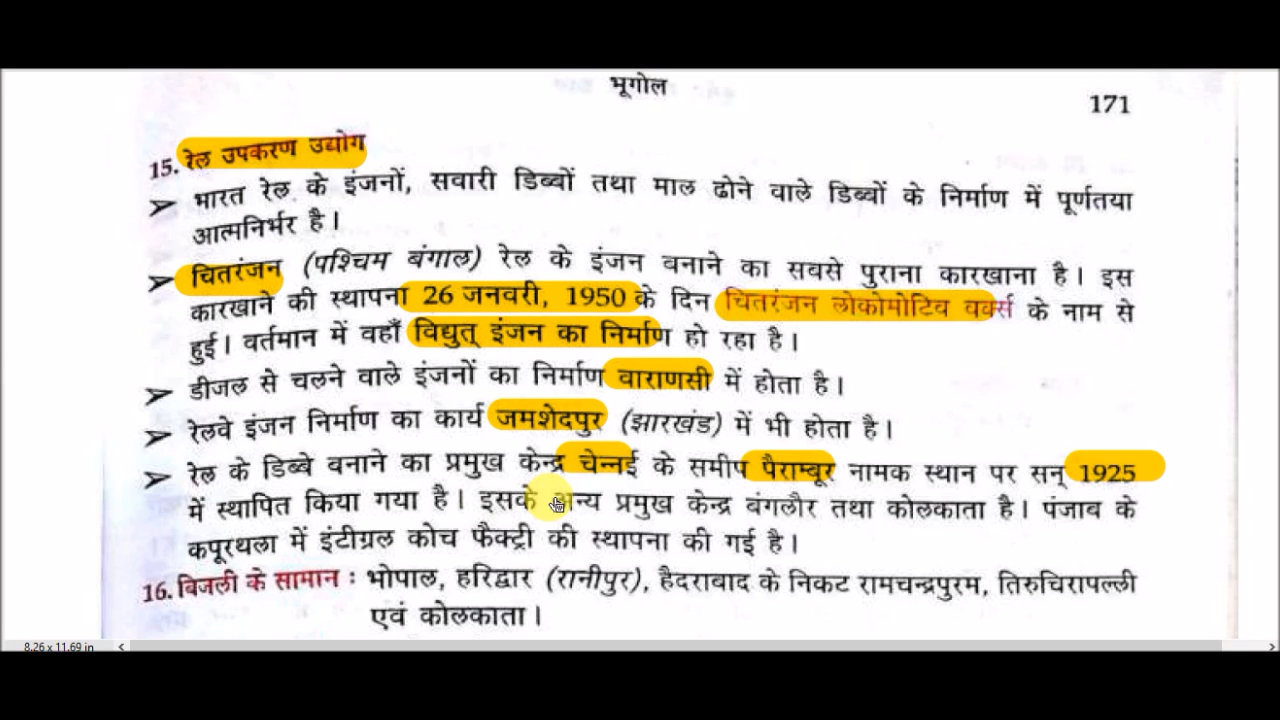 भूगोल
171
15. रेल उपकरण उद्योग
➤ भारत रेल के इंजनों, सवारी डिब्बों तथा माल ढोने वाले डिब्बों के निर्माण में पूर्णतया
आत्मनिर्भर है।
➤ चितरंजन (पश्चिम बंगाल) रेल के इंजन बनाने का सबसे पुराना कारखाना है। इस
कारखाने की स्थापना 26 जनवरी, 1950 के दिन चितरंजन लोकोमोटिव वर्क्स के नाम से
हुई। वर्तमान में वहाँ विद्युत् इंजन का निर्माण हो रहा है।
➤ डीजल से चलने वाले इंजनों का निर्माण वाराणसी में होता है।
➤ रेलवे इंजन निर्माण का कार्य जमशेदपुर (झारखंड) में भी होता है।
➤ रेल के डिब्बे बनाने का प्रमुख केन्द्र चेन्नई के समीप पैराम्बूर नामक स्थान पर सन् 1925
में स्थापित किया गया है। इसके अन्य प्रमुख केन्द्र बंगलौर तथा कोलकाता है। पंजाब के
कपूरथला में इंटीग्रल कोच फैक्ट्री की स्थापना की गई है।
16. बिजली के सामान : भोपाल, हरिद्वार (रानीपुर), हैदराबाद के निकट रामचन्द्रपुरम, तिरुचिरापल्ली
एवं कोलकाता।
8.26 x 11.69 in